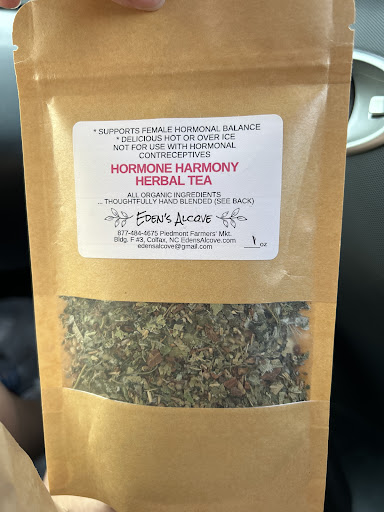 * SUPPORTS FEMALE HORMONAL BALANCE
* DELICIOUS HOT OR OVER ICE
NOT FOR USE WITH HORMONAL
CONTRECEPTIVES
HORMONE HARMONY
HERBAL TEA
ALL ORGANIC INGREDIENTS
... THOUGHTFULLY HAND BLENDED (SEE BACK)
EDEN'S ALCOVE
877-484-4675 Piedmont Farmers' Mkt.
Bldg. F #3, Colfax, NC EdensAlcove.com
edensalcove@gmail.com
1 oz